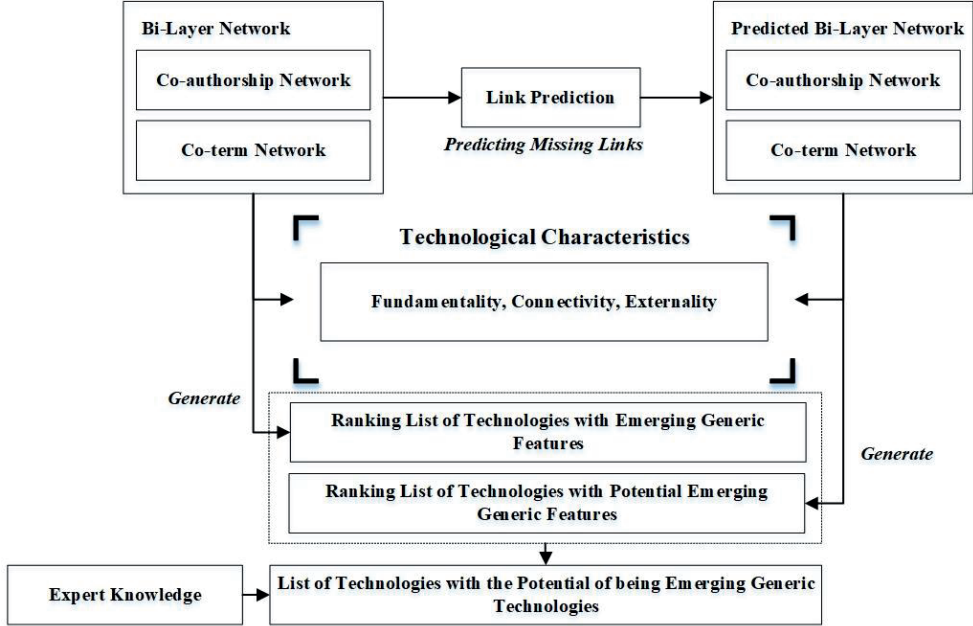 Bi-Layer Network
Co-authorship Network
Co-term Network
Link Prediction
Predicting Missing Links
Predicted Bi-Layer Network
Co-authorship Network
Co-term Network
Technological Characteristics
Fundamentality, Connectivity, Externality
Generate
Ranking List of Technologies with Emerging Generic
Features
Generate
Ranking List of Technologies with Potential Emerging
Generic Features
Expert Knowledge
List of Technologies with the Potential of being Emerging Generic
Technologies